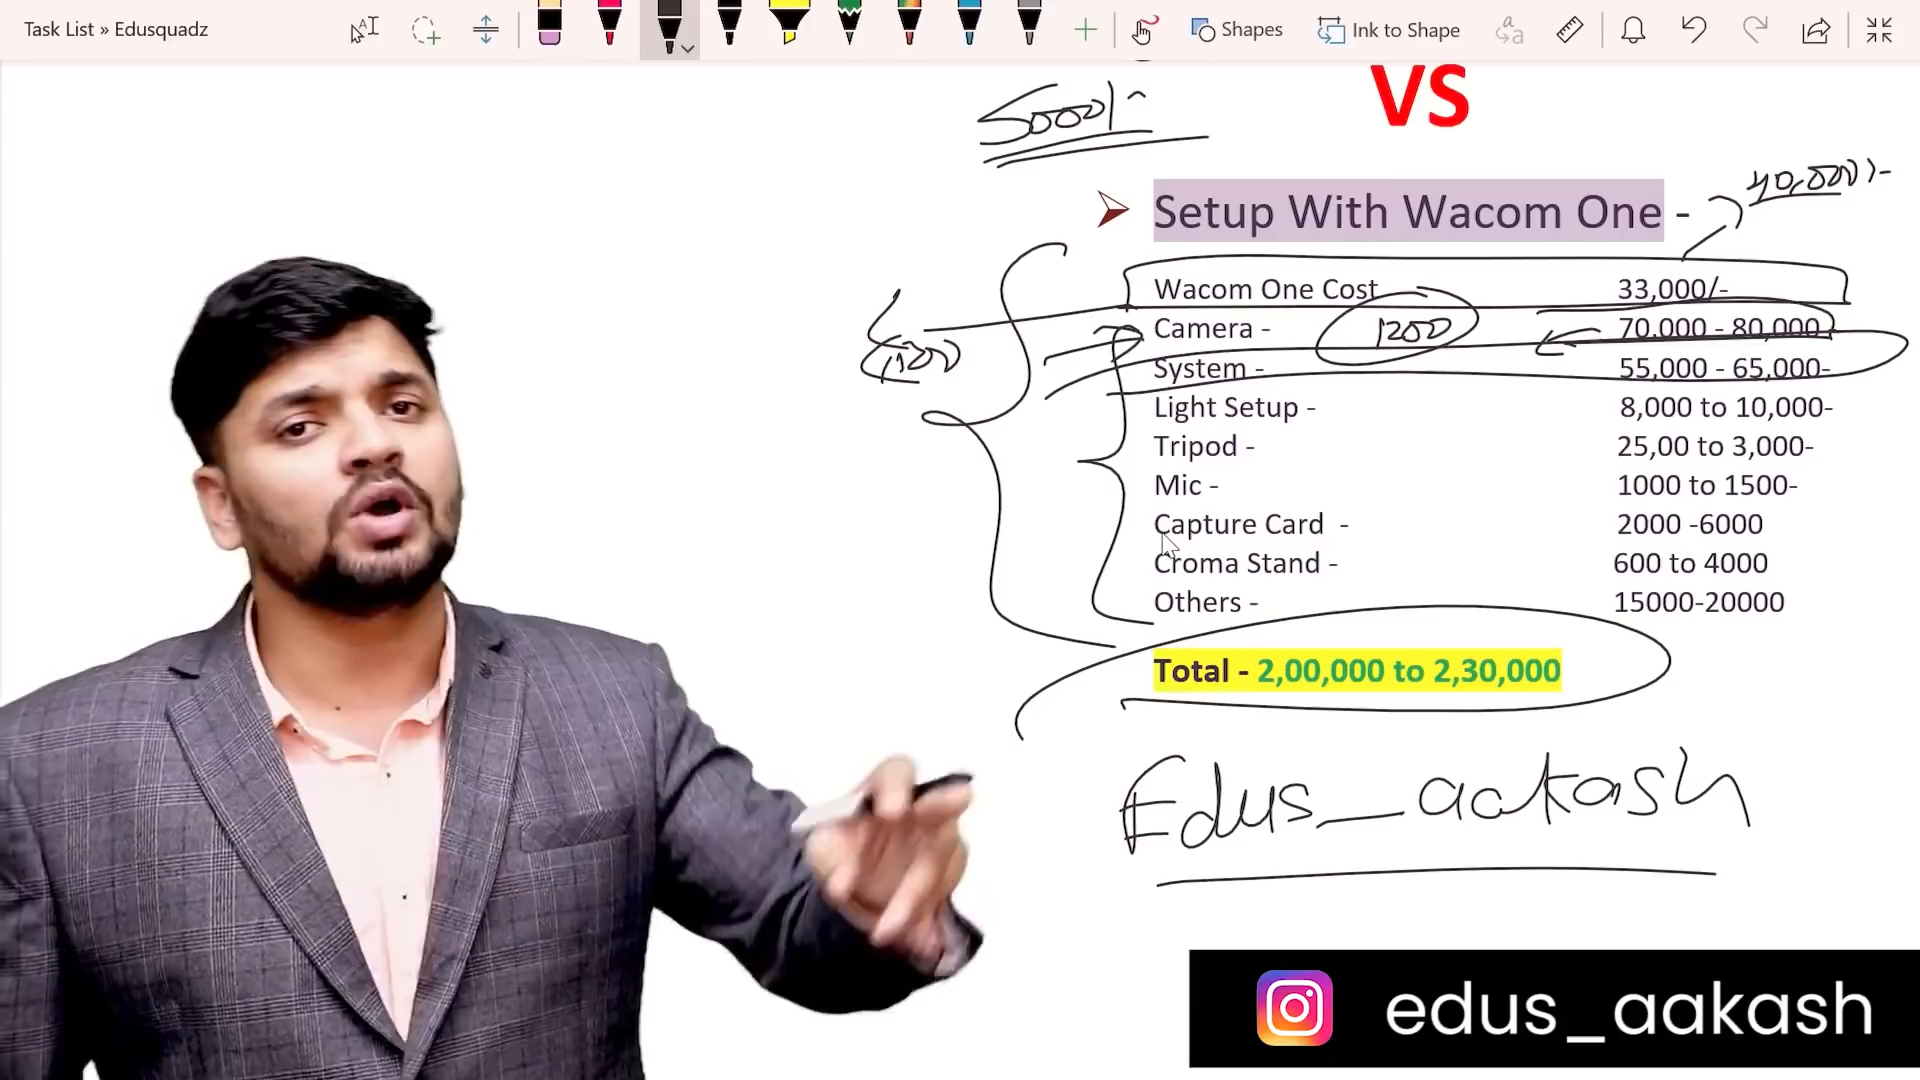 Task List » Edusquadz
Shapes
Ink to Shape
VS
5000/-
40,000/-
Setup With Wacom One -
Wacom One Cost 33,000/-
Camera - 1200 70,000 - 80,000-
System - 55,000 - 65,000-
Light Setup - 8,000 to 10,000-
Tripod - 25,00 to 3,000-
Mic - 1000 to 1500-
Capture Card - 2000 -6000
Croma Stand - 600 to 4000
Others - 15000-20000
Total - 2,00,000 to 2,30,000
Edus_aakash
edus_aakash